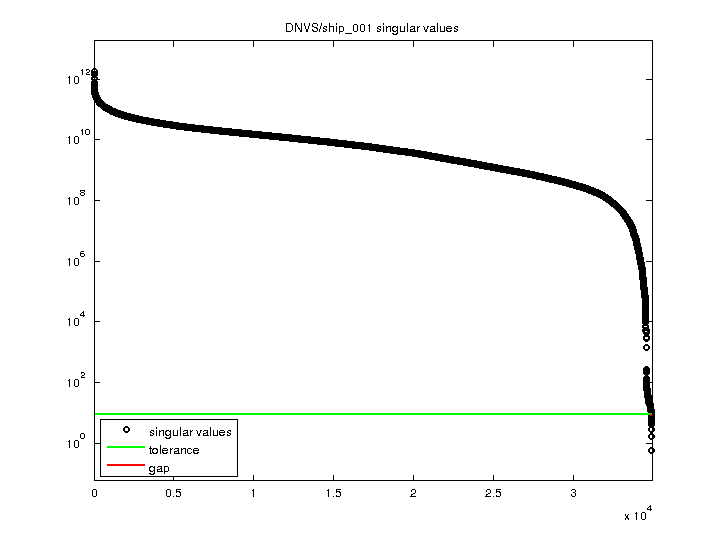 DNVS/ship_001 singular values
10^12
10^10
10^8
10^6
10^4
10^2
10^0
singular values
tolerance
gap
0 0.5 1 1.5 2 2.5 3
x 10^4